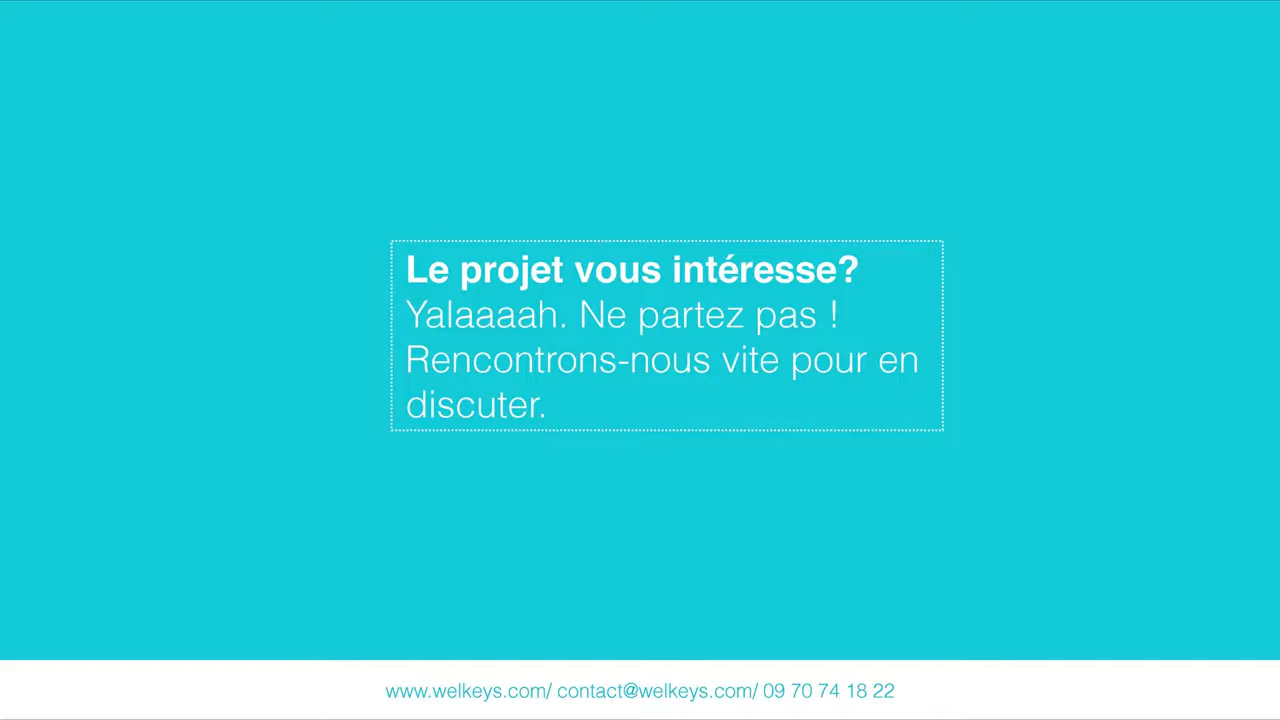 Le projet vous intéresse?
Yalaaaah. Ne partez pas !
Rencontrons-nous vite pour en
discuter.
www.welkeys.com/ contact@welkeys.com/ 09 70 74 18 22